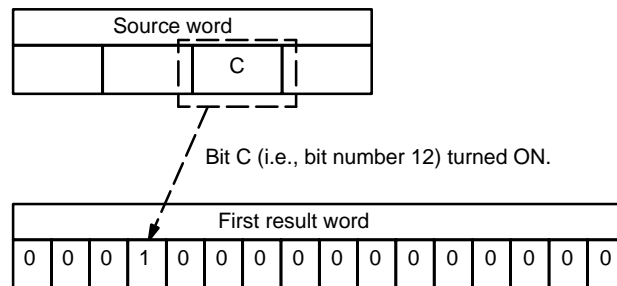 Source word
C
Bit C (i.e., bit number 12) turned ON.
First result word
0 0 0 1 0 0 0 0 0 0 0 0 0 0 0 0